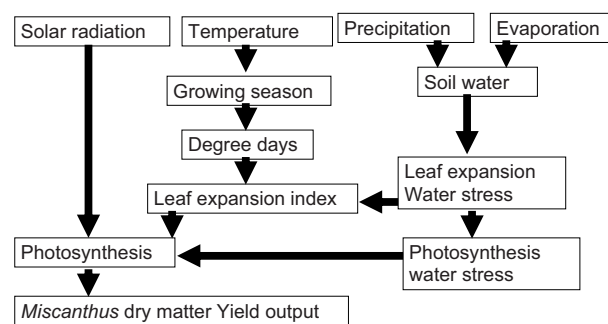 Solar radiation
Temperature
Precipitation
Evaporation
Soil water
Growing season
Degree days
Leaf expansion
Water stress
Leaf expansion index
Photosynthesis
Photosynthesis
water stress
Miscanthus dry matter Yield output